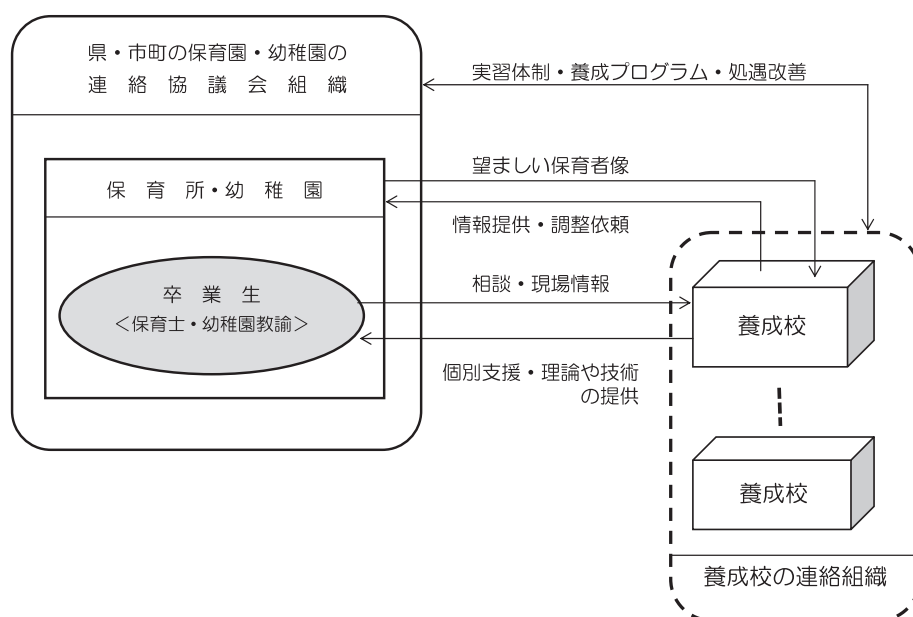 県・市町の保育園・幼稚園の
連絡協議会組織
実習体制・養成プログラム・処遇改善
望ましい保育者像
保育所・幼稚園
情報提供・調整依頼
相談・現場情報
卒業生
＜保育士・幼稚園教諭＞
養成校
個別支援・理論や技術
の提供
養成校
養成校の連絡組織